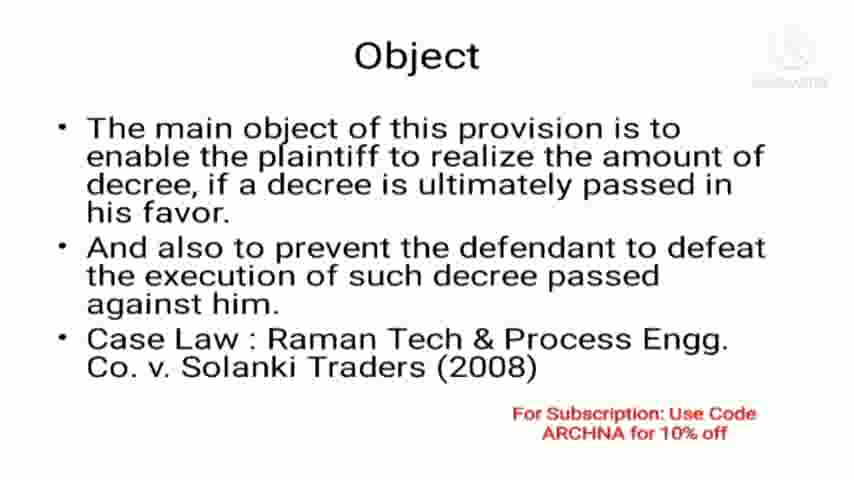 Object
• The main object of this provision is to
enable the plaintiff to realize the amount of
decree, if a decree is ultimately passed in
his favor.
• And also to prevent the defendant to defeat
the execution of such decree passed
against him.
• Case Law : Raman Tech & Process Engg.
Co. v. Solanki Traders (2008)
For Subscription: Use Code
ARCHNA for 10% off